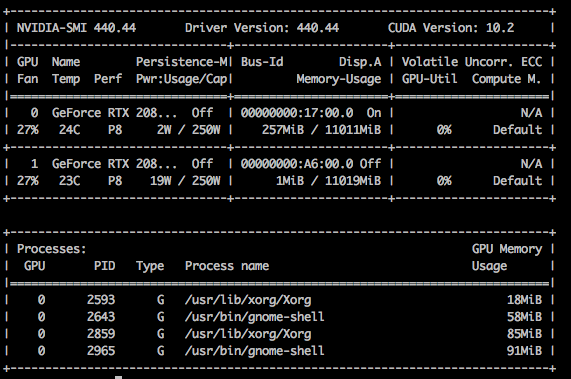 +-----------------------------------------------------------------------------+
| NVIDIA-SMI 440.44       Driver Version: 440.44       CUDA Version: 10.2     |
|-------------------------------+----------------------+----------------------+
| GPU  Name        Persistence-M| Bus-Id        Disp.A | Volatile Uncorr. ECC |
| Fan  Temp  Perf  Pwr:Usage/Cap|         Memory-Usage | GPU-Util  Compute M. |
|===============================+======================+======================|
|   0  GeForce RTX 208...  Off  | 00000000:17:00.0  On |                  N/A |
| 27%   24C    P8     2W / 250W |    257MiB / 11011MiB |      0%      Default |
+-------------------------------+----------------------+----------------------+
|   1  GeForce RTX 208...  Off  | 00000000:A6:00.0 Off |                  N/A |
| 27%   23C    P8    19W / 250W |      1MiB / 11019MiB |      0%      Default |
+-------------------------------+----------------------+----------------------+

+-----------------------------------------------------------------------------+
| Processes:                                                       GPU Memory |
|  GPU       PID   Type   Process name                             Usage      |
|=============================================================================|
|    0      2593      G   /usr/lib/xorg/Xorg                            18MiB |
|    0      2643      G   /usr/bin/gnome-shell                          58MiB |
|    0      2859      G   /usr/lib/xorg/Xorg                            85MiB |
|    0      2965      G   /usr/bin/gnome-shell                          91MiB |
+-----------------------------------------------------------------------------+